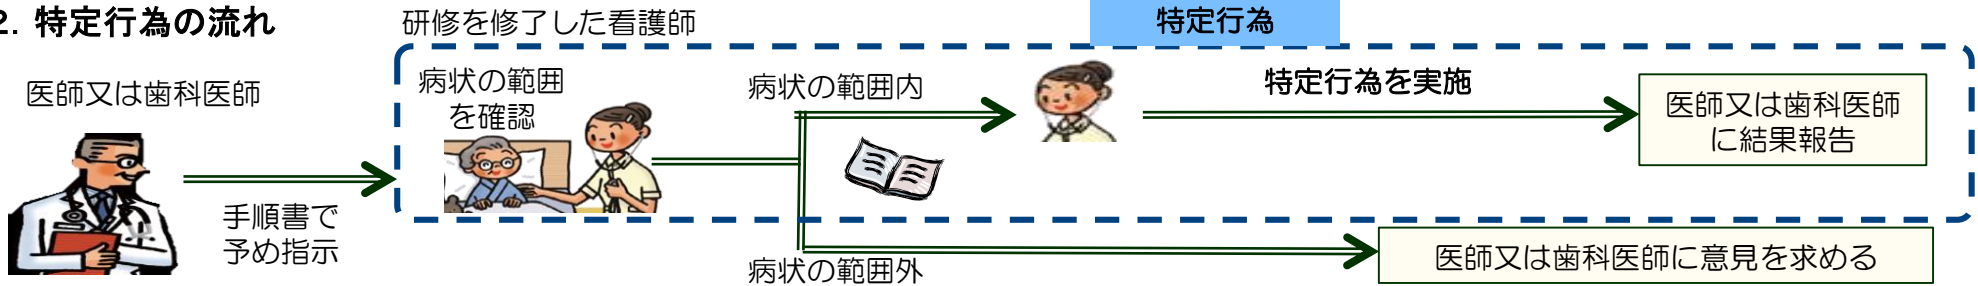 2. 特定行為の流れ
研修を修了した看護師
特定行為
医師又は歯科医師
手順書で
予め指示
病状の範囲
を確認
病状の範囲内
特定行為を実施
医師又は歯科医師
に結果報告
病状の範囲外
医師又は歯科医師に意見を求める